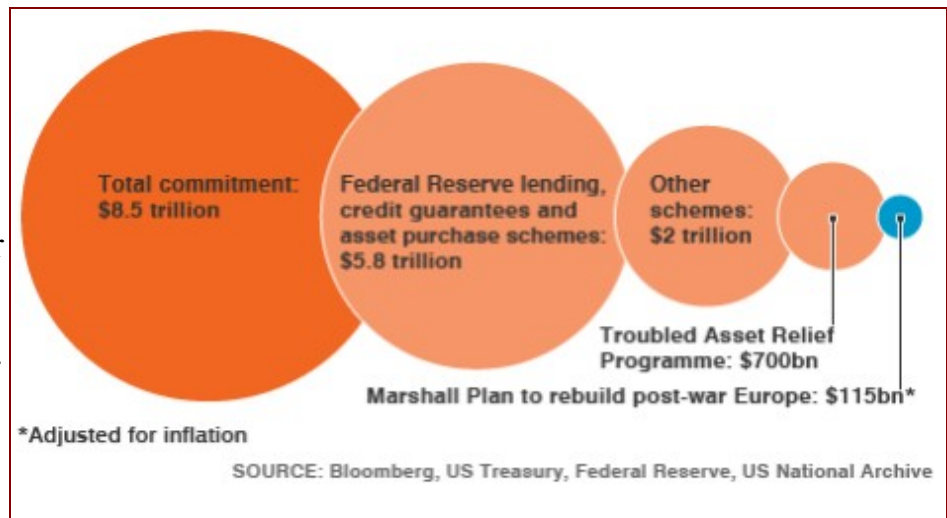 Total commitment:
$8.5 trillion
Federal Reserve lending,
credit guarantees and
asset purchase schemes:
$5.8 trillion
Other
schemes:
$2 trillion
Troubled Asset Relief
Programme: $700bn
Marshall Plan to rebuild post-war Europe: $115bn*
*Adjusted for inflation
SOURCE: Bloomberg, US Treasury, Federal Reserve, US National Archive